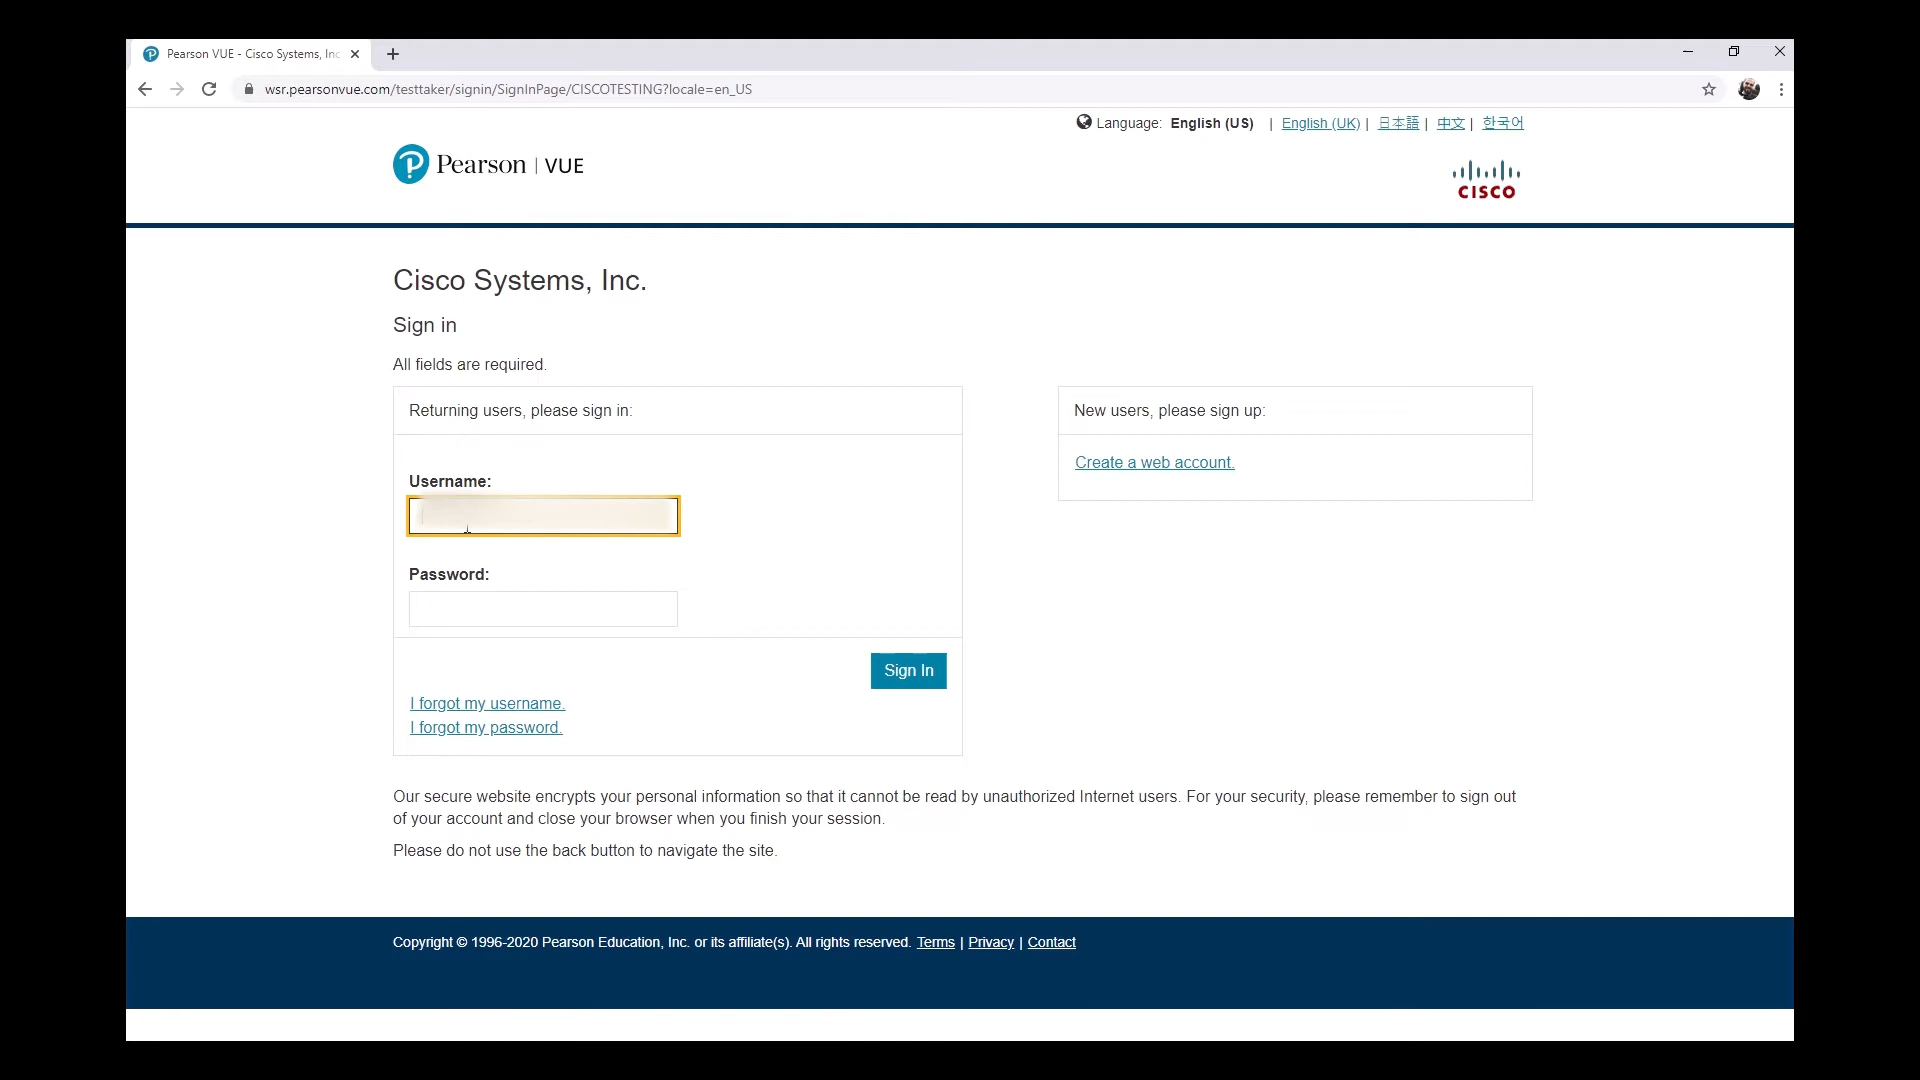 Pearson VUE - Cisco Systems, Inc
wsr.pearsonvue.com/testtaker/signin/SignInPage/CISCOTESTING?locale=en_US
Language: English (US) | English (UK) | 日本語 | 中文 | 한국어
Pearson | VUE
CISCO
Cisco Systems, Inc.
Sign in
All fields are required.
Returning users, please sign in:
New users, please sign up:
Create a web account.
Username:
Password:
Sign In
I forgot my username.
I forgot my password.
Our secure website encrypts your personal information so that it cannot be read by unauthorized Internet users. For your security, please remember to sign out
of your account and close your browser when you finish your session.
Please do not use the back button to navigate the site.
Copyright © 1996-2020 Pearson Education, Inc. or its affiliate(s). All rights reserved. Terms | Privacy | Contact